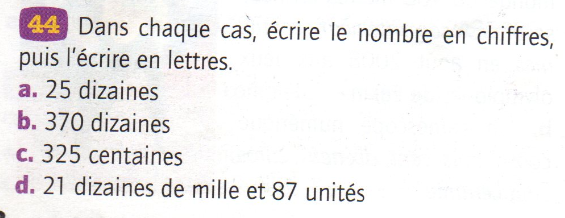 44 Dans chaque cas, écrire le nombre en chiffres,
puis l'écrire en lettres.
a. 25 dizaines
b. 370 dizaines
c. 325 centaines
d. 21 dizaines de mille et 87 unités